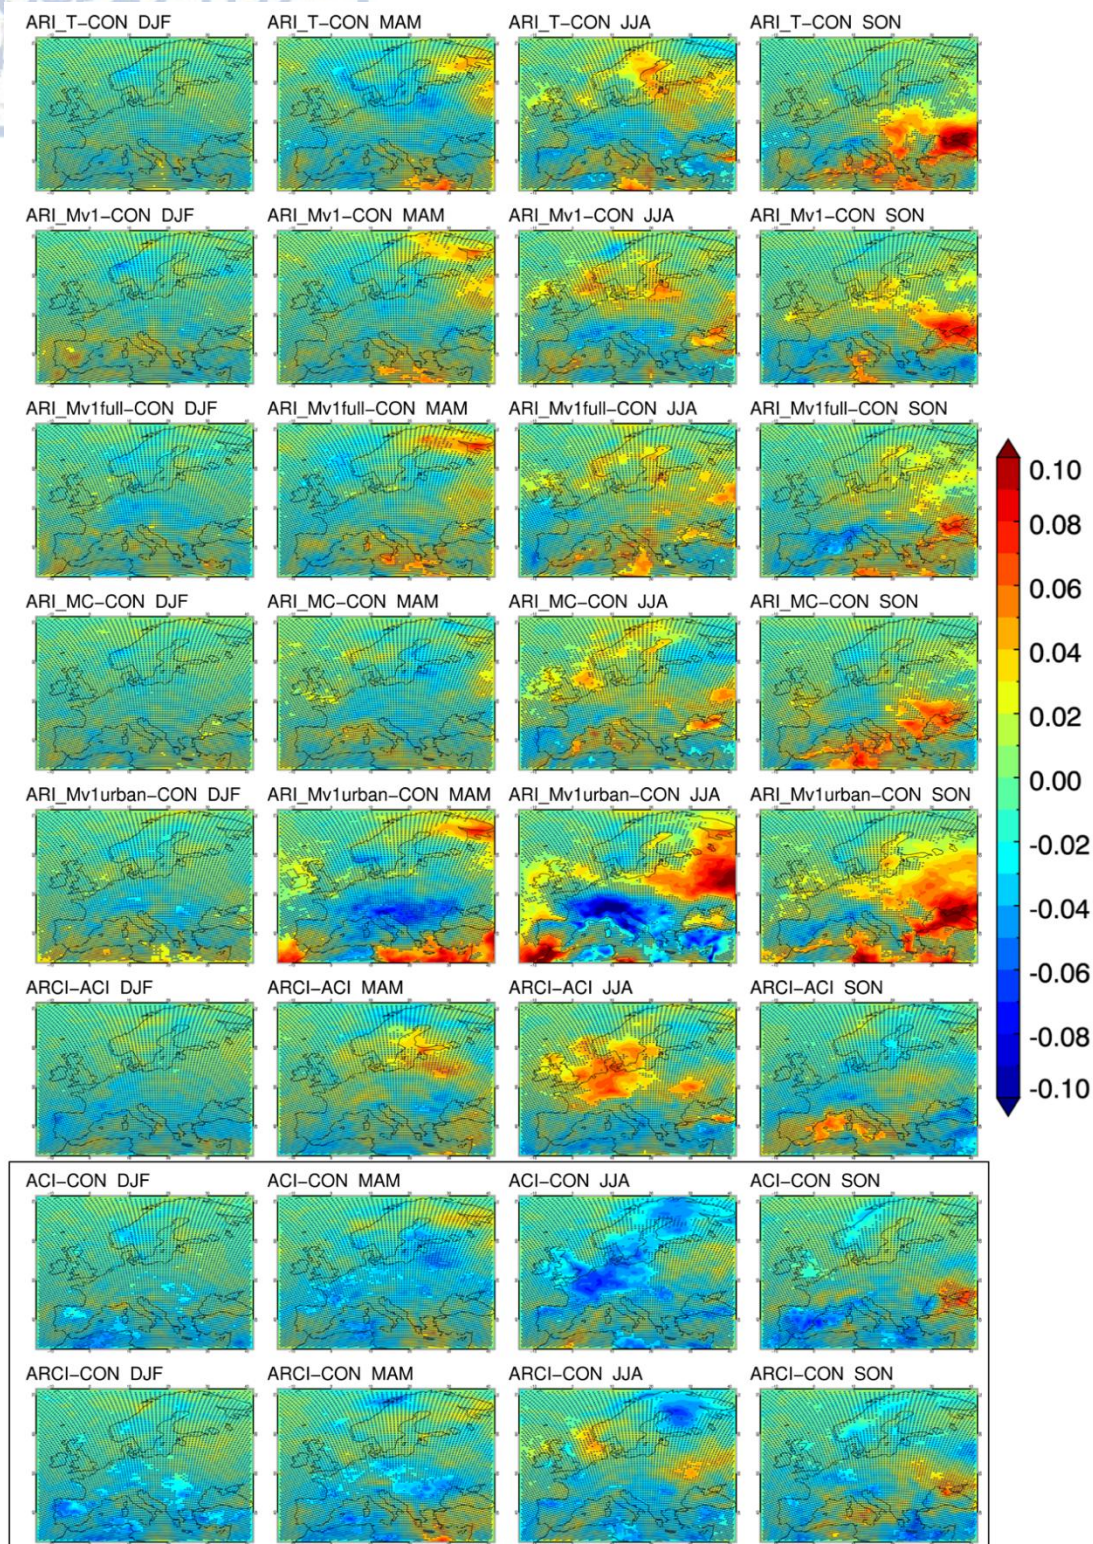 ARI_T-CON DJF
ARI_T-CON MAM
ARI_T-CON JJA
ARI_T-CON SON
ARI_Mv1-CON DJF
ARI_Mv1-CON MAM
ARI_Mv1-CON JJA
ARI_Mv1-CON SON
ARI_Mv1full-CON DJF
ARI_Mv1full-CON MAM
ARI_Mv1full-CON JJA
ARI_Mv1full-CON SON
ARI_MC-CON DJF
ARI_MC-CON MAM
ARI_MC-CON JJA
ARI_MC-CON SON
ARI_Mv1urban-CON DJF
ARI_Mv1urban-CON MAM
ARI_Mv1urban-CON JJA
ARI_Mv1urban-CON SON
ARCI-ACI DJF
ARCI-ACI MAM
ARCI-ACI JJA
ARCI-ACI SON
ACI-CON DJF
ACI-CON MAM
ACI-CON JJA
ACI-CON SON
ARCI-CON DJF
ARCI-CON MAM
ARCI-CON JJA
ARCI-CON SON
0.10
0.08
0.06
0.04
0.02
0.00
-0.02
-0.04
-0.06
-0.08
-0.10